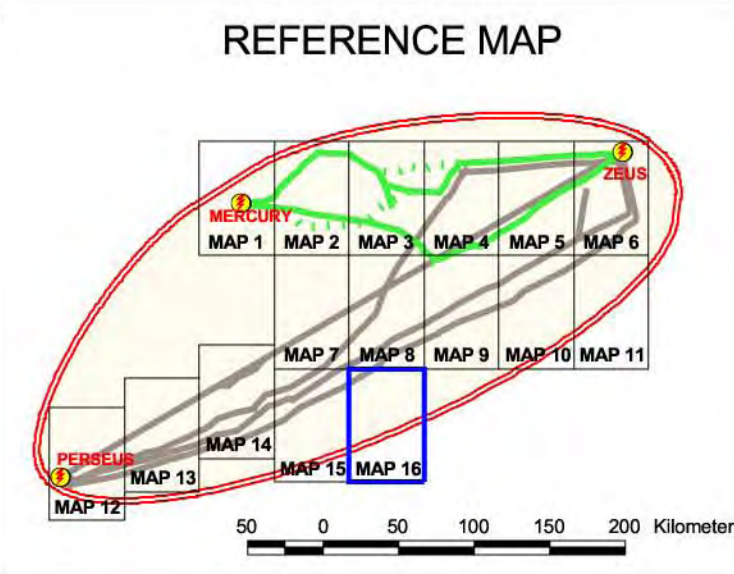 REFERENCE MAP
ZEUS
MERCURY
MAP 1 MAP 2 MAP 3 MAP 4 MAP 5 MAP 6
MAP 7 MAP 8 MAP 9 MAP 10 MAP 11
MAP 14
PERSEUS
MAP 13 MAP 15 MAP 16
MAP 12
50 0 50 100 150 200 Kilometer